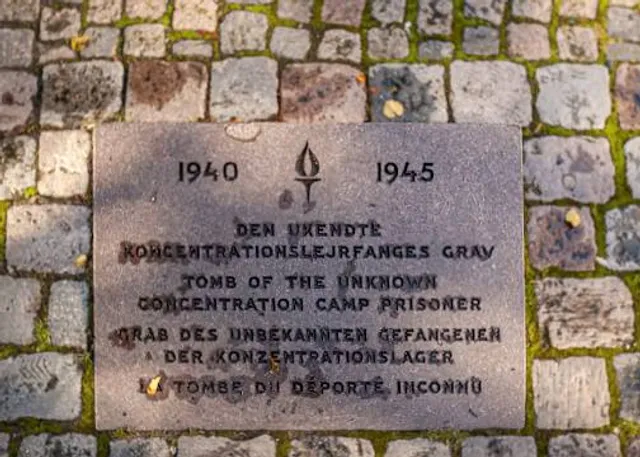 1940 1945
DEN UKENDTE
KONCENTRATIONSLEJRFANGES GRAV
TOMB OF THE UNKNOWN
CONCENTRATION CAMP PRISONER
GRAB DES UNBEKANNTEN GEFANGENEN
DER KONZENTRATIONSLAGER
LA TOMBE DU DÉPORTÉ INCONNU